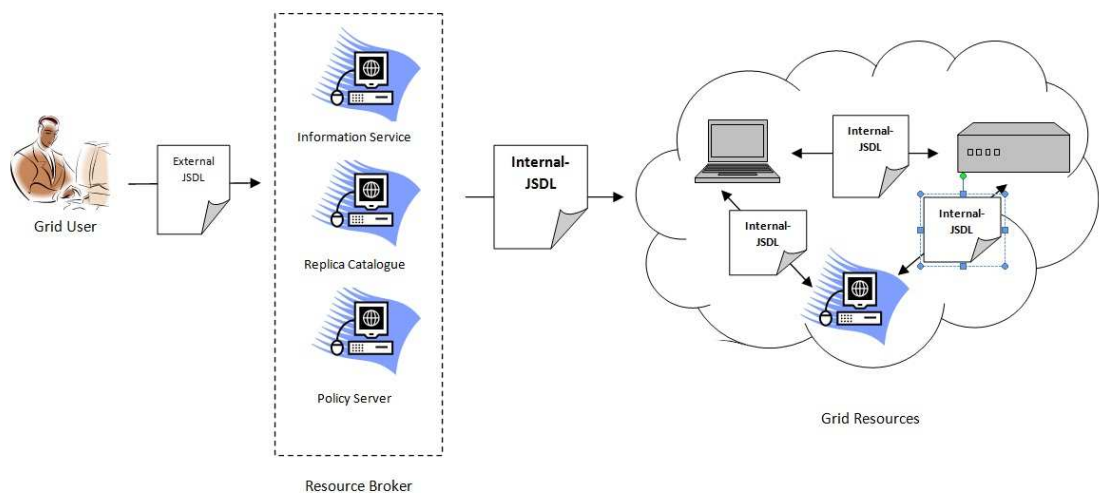 Grid User
External
JSDL
Information Service
Replica Catalogue
Policy Server
Resource Broker
Internal-
JSDL
Internal-
JSDL
Internal-
JSDL
Internal-
JSDL
Grid Resources